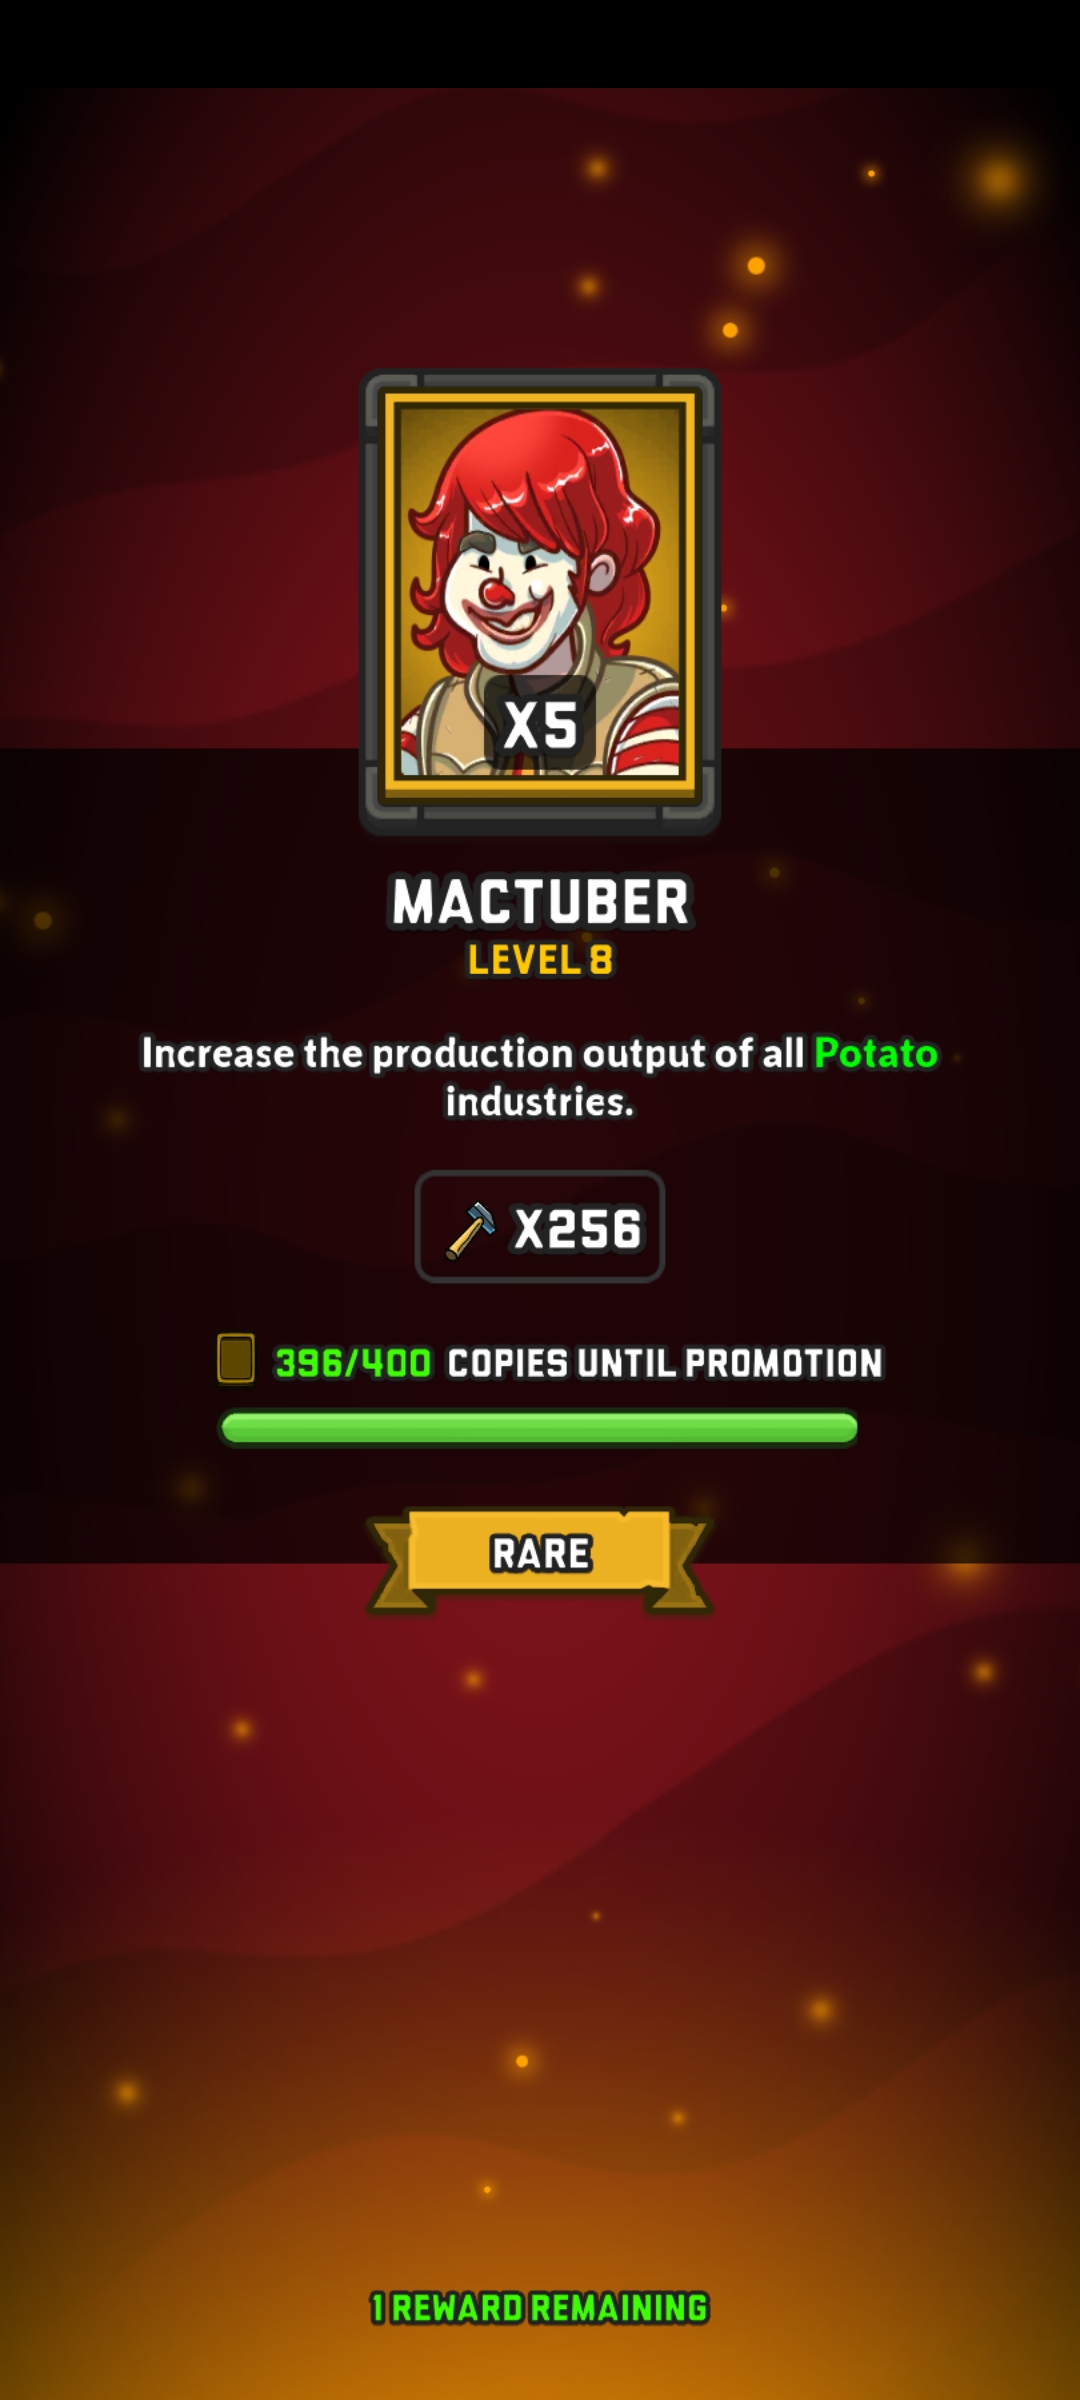 X5
MACTUBER
LEVEL 8
Increase the production output of all Potato
industries.
X256
396/400 COPIES UNTIL PROMOTION
RARE
1 REWARD REMAINING